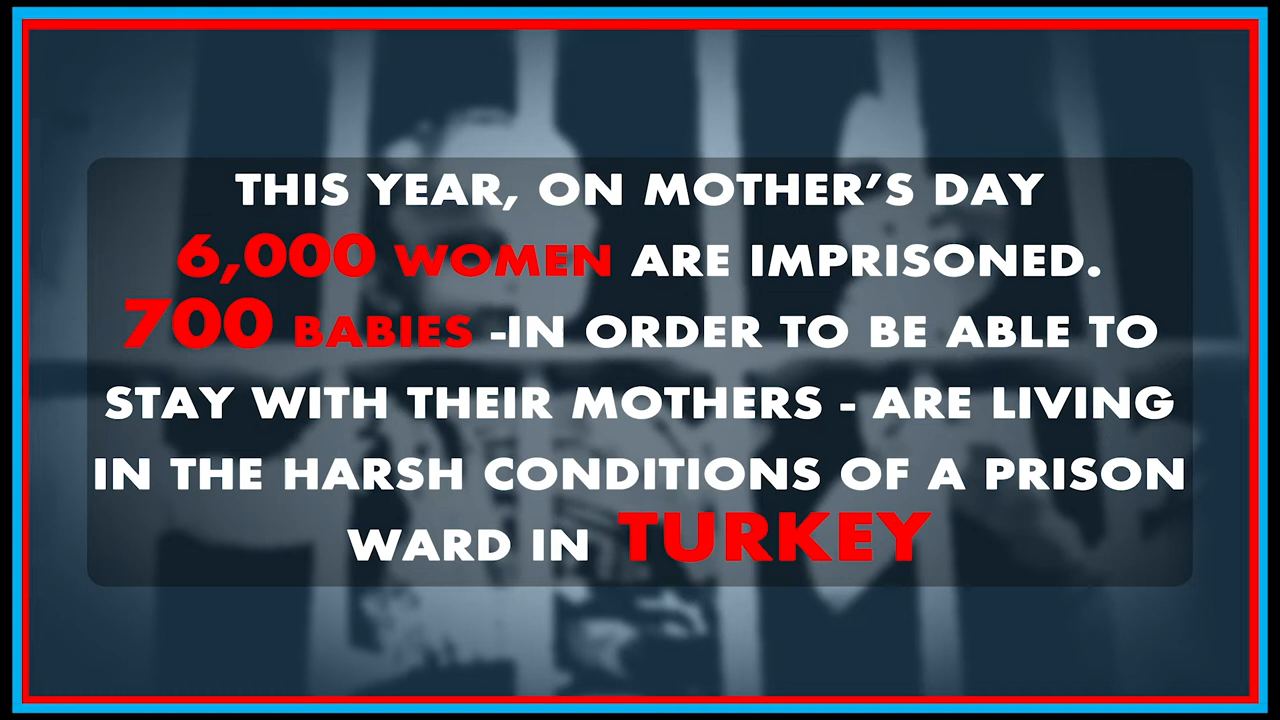 THIS YEAR, ON MOTHER'S DAY
6,000 WOMEN ARE IMPRISONED.
700 BABIES -IN ORDER TO BE ABLE TO
STAY WITH THEIR MOTHERS - ARE LIVING
IN THE HARSH CONDITIONS OF A PRISON
WARD IN TURKEY